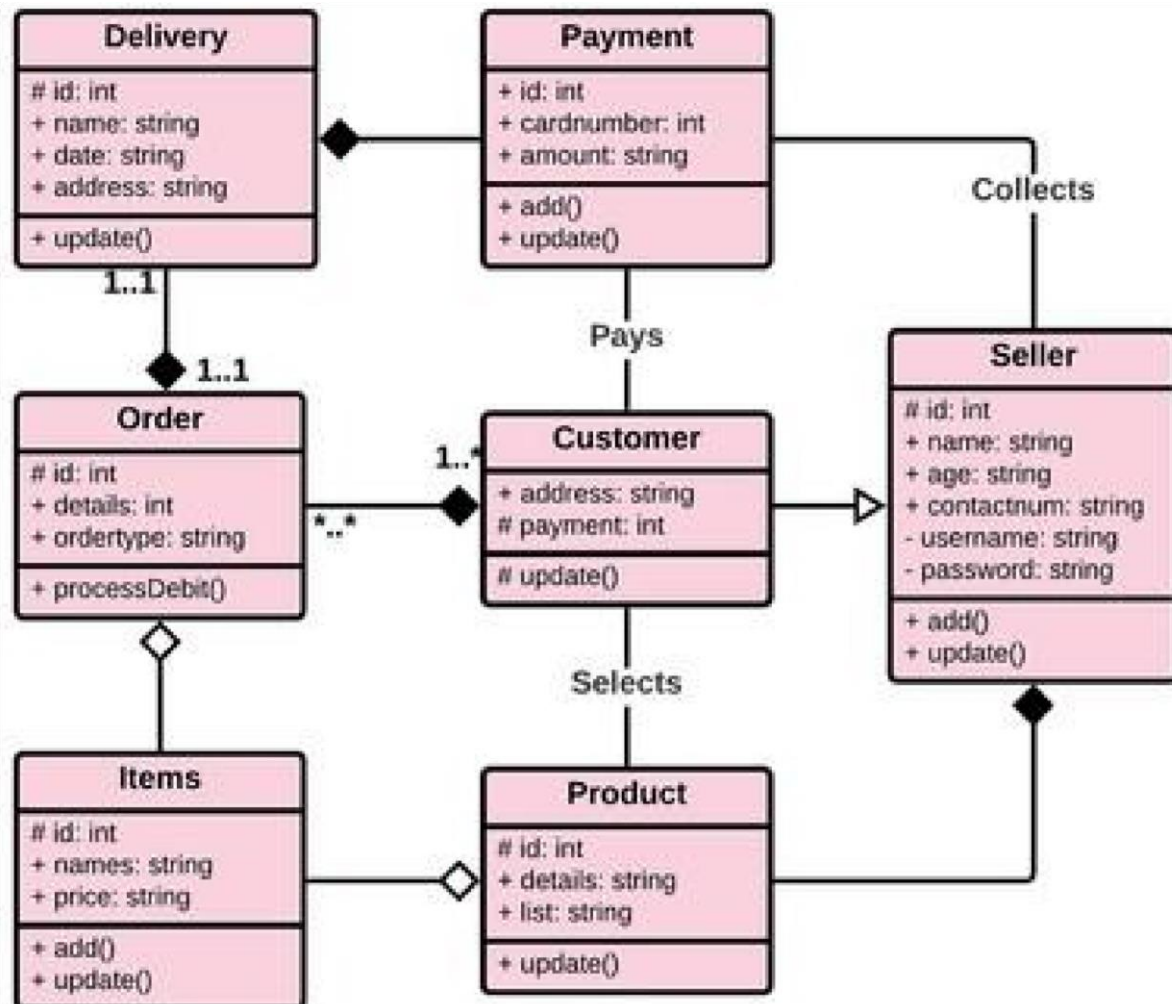 Delivery
# id: int
+ name: string
+ date: string
+ address: string
+ update()
1..1
Payment
+ id: int
+ cardnumber: int
+ amount: string
+ add()
+ update()
Collects
Pays
1..1
Order
# id: int
+ details: int
+ ordertype: string
+ processDebit()
*..*
1..*
Customer
+ address: string
# payment: int
# update()
Seller
# id: int
+ name: string
+ age: string
+ contactnum: string
- username: string
- password: string
+ add()
+ update()
Selects
Items
# id: int
+ names: string
+ price: string
+ add()
+ update()
Product
# id: int
+ details: string
+ list: string
+ update()